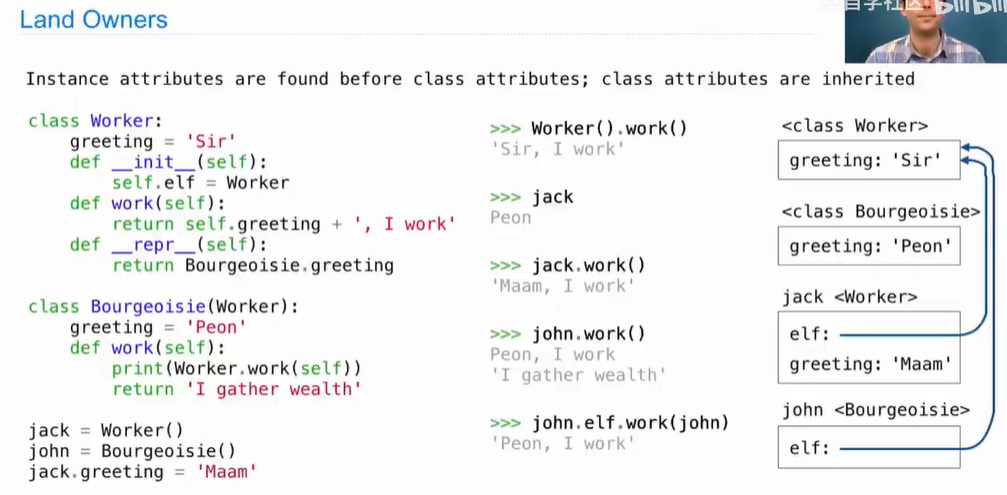 Land Owners
自学社区 bilibili
Instance attributes are found before class attributes; class attributes are inherited
class Worker:
    greeting = 'Sir'
    def __init__(self):
        self.elf = Worker
    def work(self):
        return self.greeting + ', I work'
    def __repr__(self):
        return Bourgeoisie.greeting
class Bourgeoisie(Worker):
    greeting = 'Peon'
    def work(self):
        print(Worker.work(self))
        return 'I gather wealth'
jack = Worker()
john = Bourgeoisie()
jack.greeting = 'Maam'
>>> Worker().work()
'Sir, I work'
>>> jack
Peon
>>> jack.work()
'Maam, I work'
>>> john.work()
Peon, I work
'I gather wealth'
>>> john.elf.work(john)
'Peon, I work'
<class Worker>
greeting: 'Sir'
<class Bourgeoisie>
greeting: 'Peon'
jack <Worker>
elf:
greeting: 'Maam'
john <Bourgeoisie>
elf: